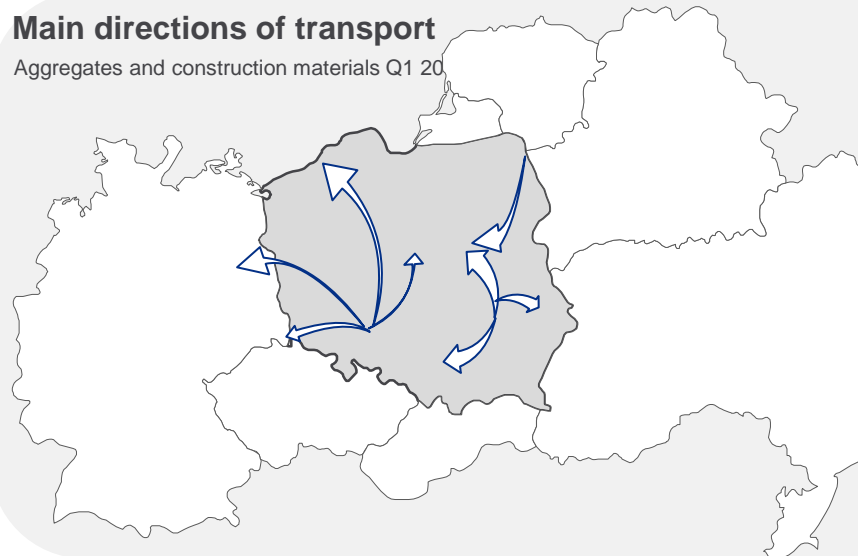 Main directions of transport
Aggregates and construction materials Q1 20